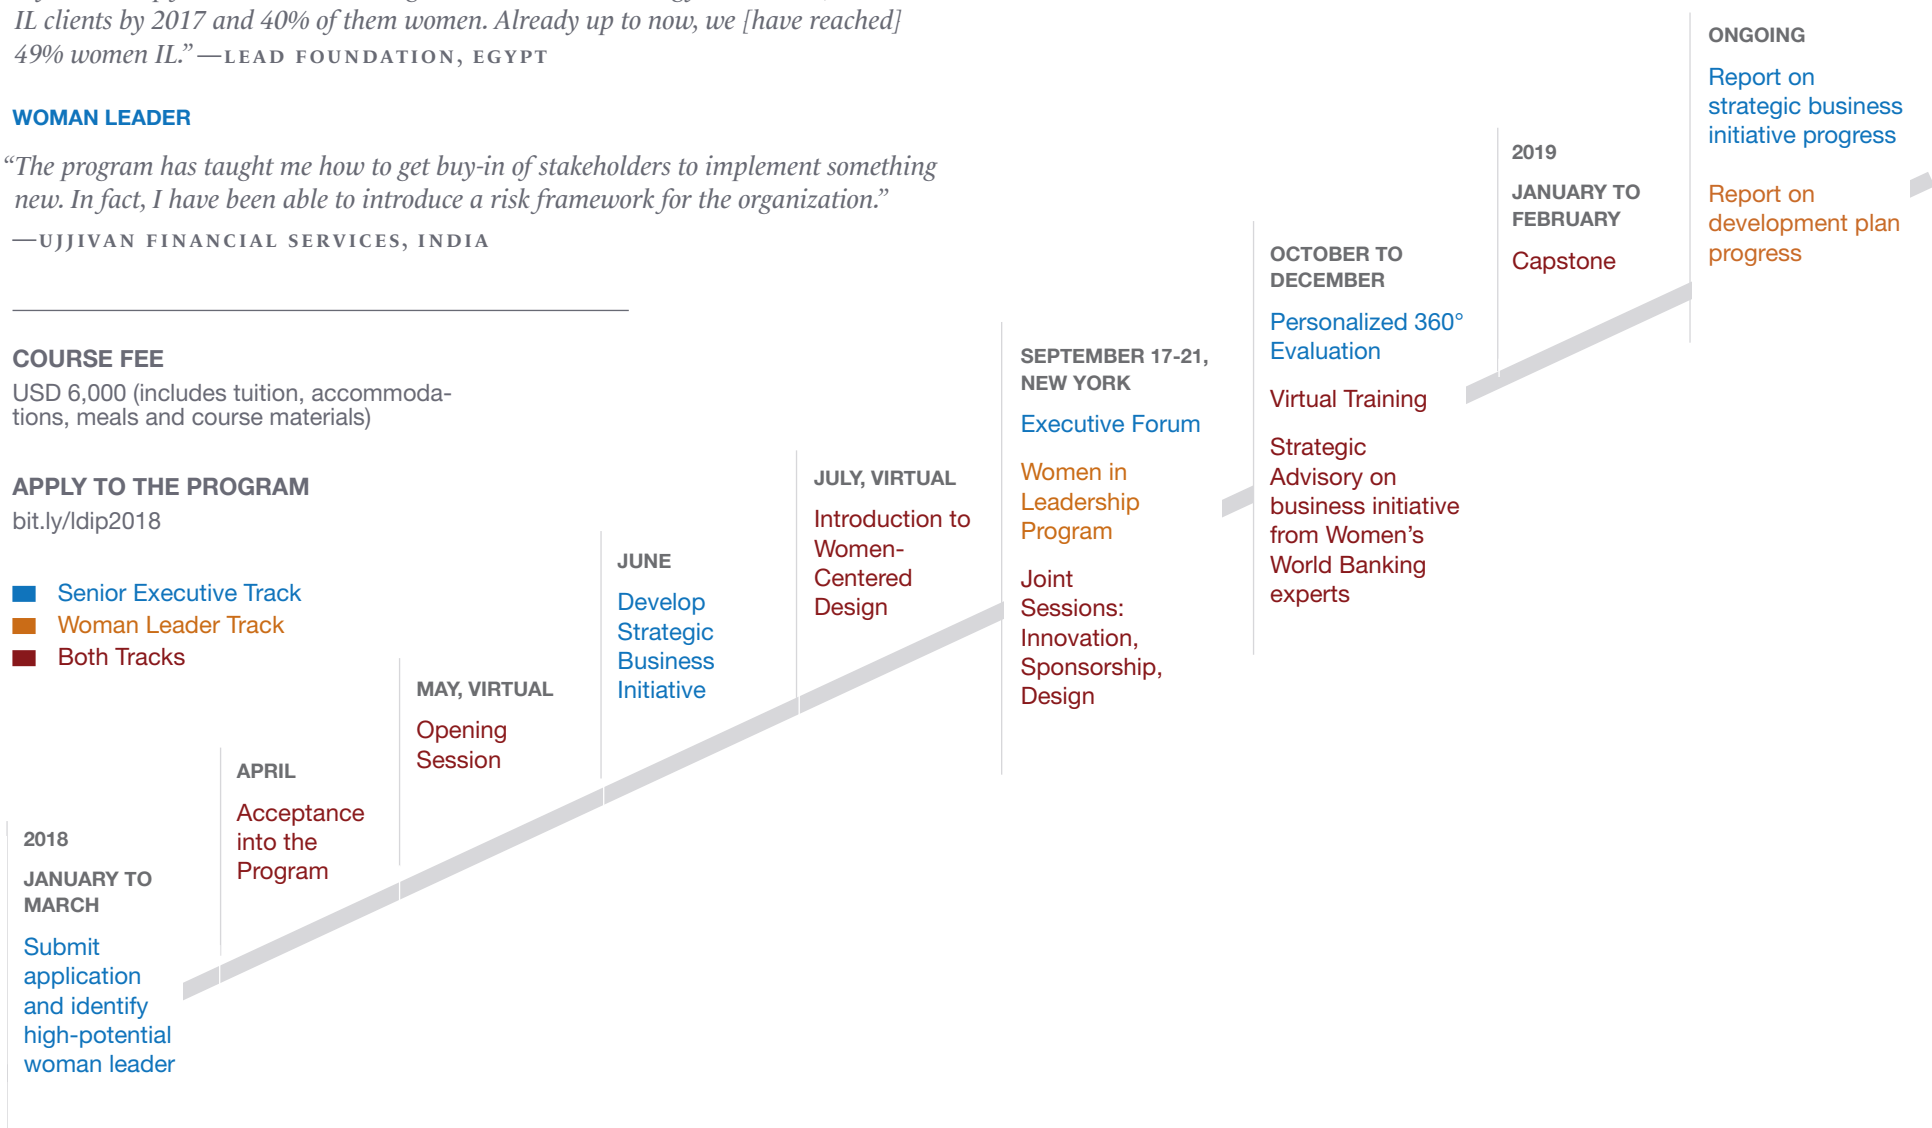 IL clients by 2017 and 40% of them women. Already up to now, we [have reached]
49% women IL.” —LEAD FOUNDATION, EGYPT
WOMAN LEADER
“The program has taught me how to get buy-in of stakeholders to implement something
new. In fact, I have been able to introduce a risk framework for the organization.”
—UJJIVAN FINANCIAL SERVICES, INDIA
COURSE FEE
USD 6,000 (includes tuition, accommoda-
tions, meals and course materials)
APPLY TO THE PROGRAM
bit.ly/ldip2018
Senior Executive Track
Woman Leader Track
Both Tracks
2018
JANUARY TO
MARCH
Submit
application
and identify
high-potential
woman leader
APRIL
Acceptance
into the
Program
MAY, VIRTUAL
Opening
Session
JUNE
Develop
Strategic
Business
Initiative
JULY, VIRTUAL
Introduction to
Women-
Centered
Design
SEPTEMBER 17-21,
NEW YORK
Executive Forum
Women in
Leadership
Program
Joint
Sessions:
Innovation,
Sponsorship,
Design
OCTOBER TO
DECEMBER
Personalized 360°
Evaluation
Virtual Training
Strategic
Advisory on
business initiative
from Women’s
World Banking
experts
2019
JANUARY TO
FEBRUARY
Capstone
ONGOING
Report on
strategic business
initiative progress
Report on
development plan
progress